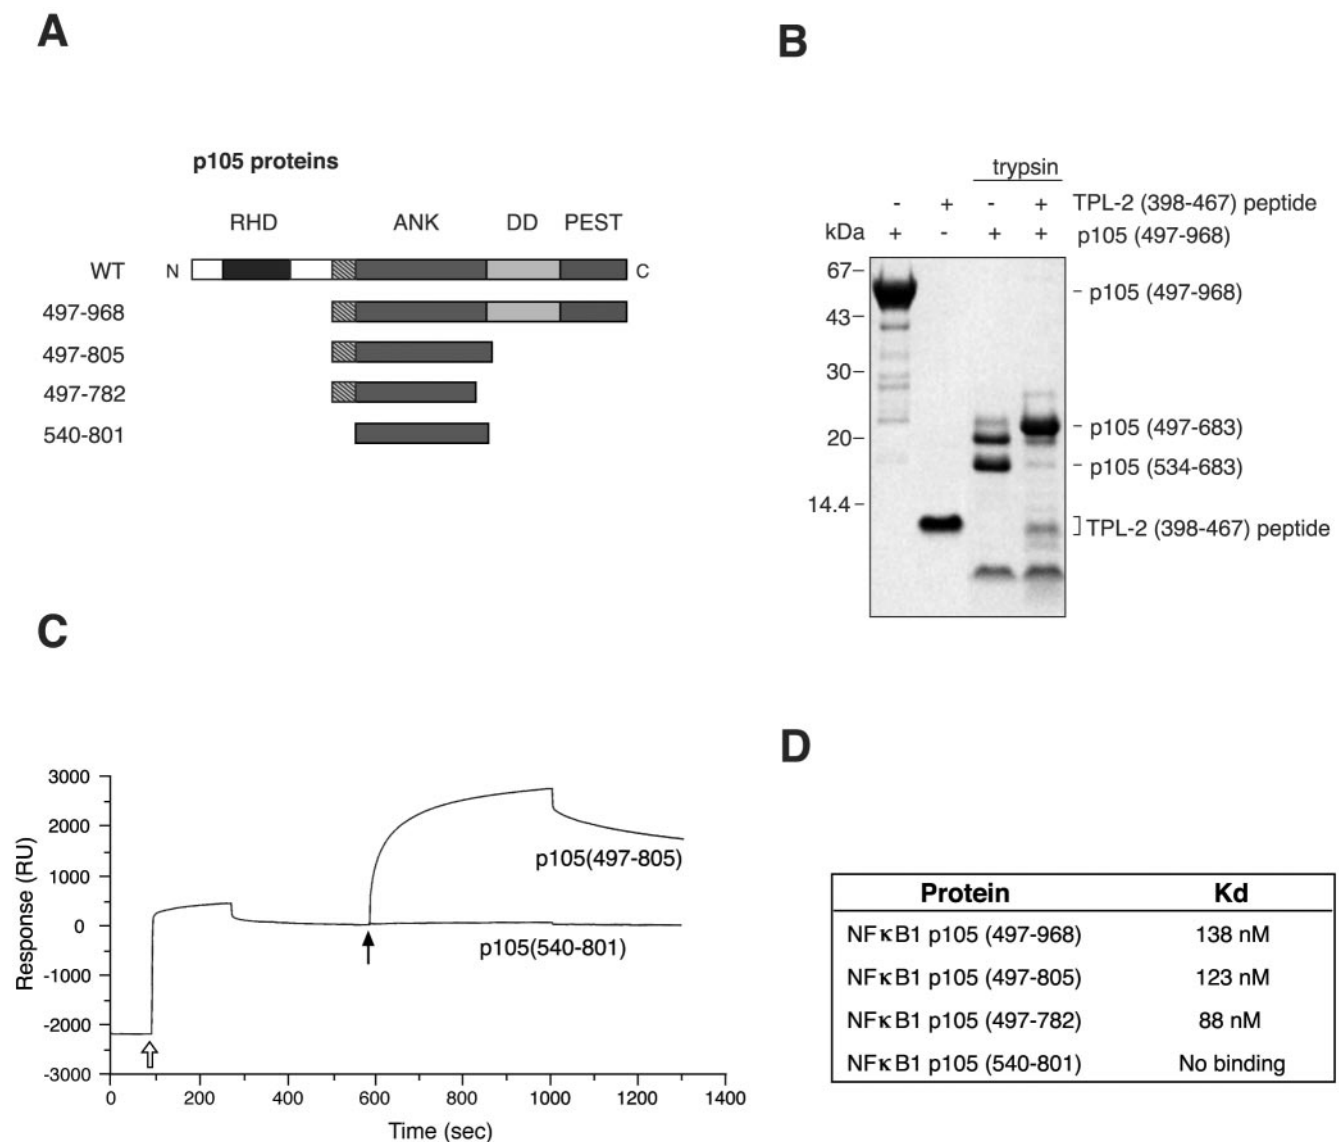 A
p105 proteins
RHD ANK DD PEST
WT N C
497-968
497-805
497-782
540-801
B
trypsin
- + - + TPL-2 (398-467) peptide
kDa + - + + p105 (497-968)
67–
– p105 (497-968)
43–
30–
– p105 (497-683)
20–
– p105 (534-683)
14.4–
TPL-2 (398-467) peptide
C
3000
2000
1000
0
-1000
-2000
-3000
Response (RU)
p105(497-805)
p105(540-801)
0 200 400 600 800 1000 1200 1400
Time (sec)
D
Protein Kd
NFκB1 p105 (497-968) 138 nM
NFκB1 p105 (497-805) 123 nM
NFκB1 p105 (497-782) 88 nM
NFκB1 p105 (540-801) No binding